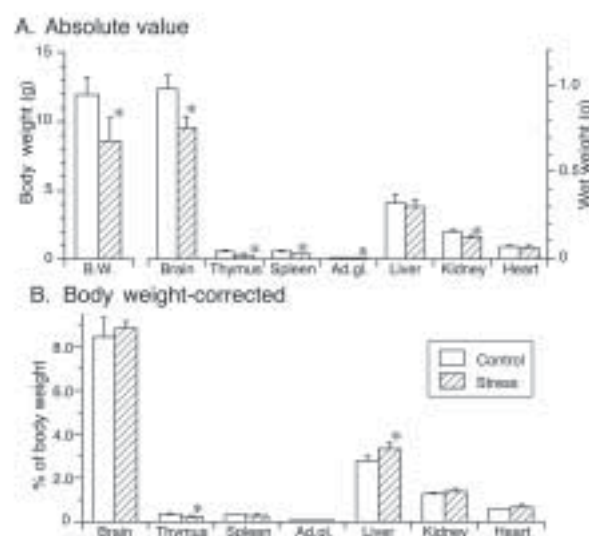 A. Absolute value
15
10
5
0
Body weight (g)
1.0
0.5
0
Wet weight (g)
* * * * * *
B.W. Brain Thymus Spleen Ad.gl. Liver Kidney Heart
B. Body weight-corrected
8.0
6.0
4.0
2.0
0
% of body weight
Control
Stress
* *
Brain Thymus Spleen Ad.gl. Liver Kidney Heart